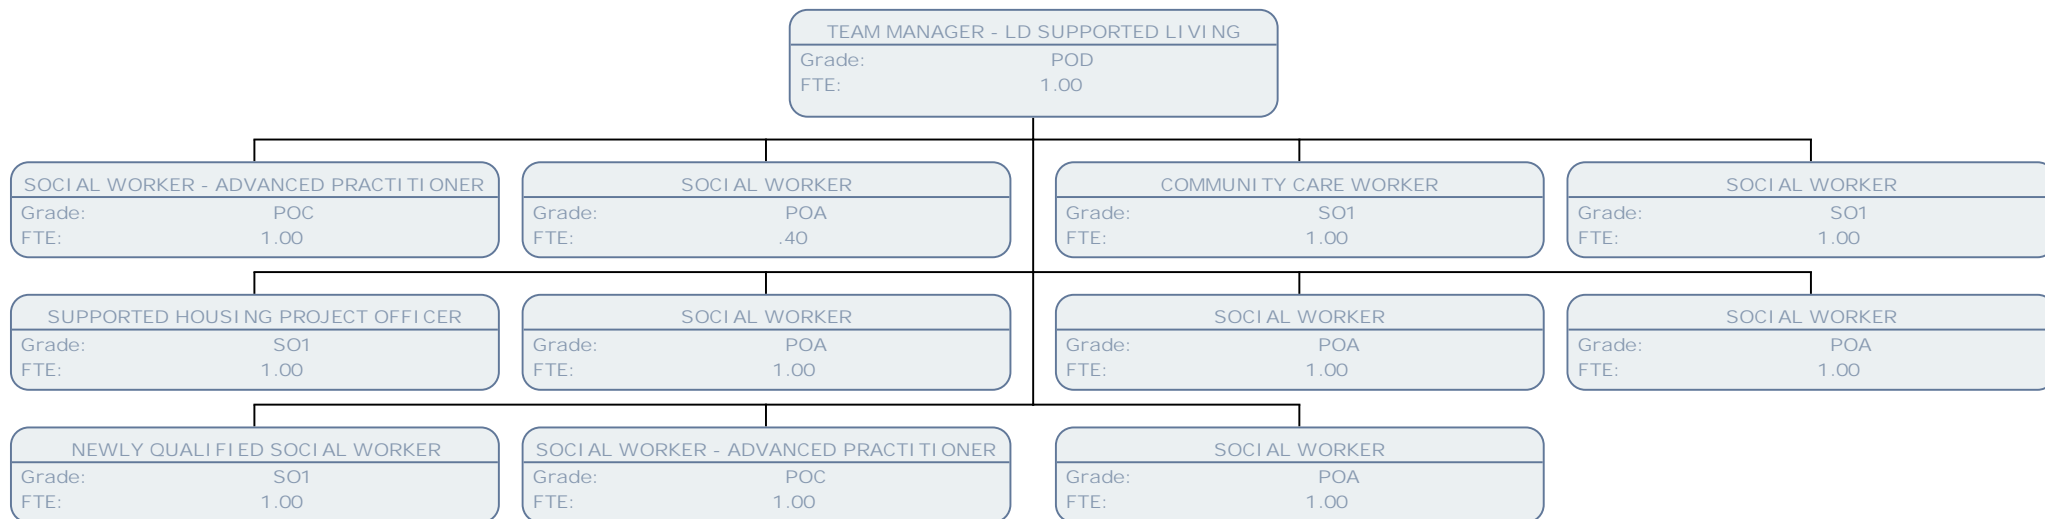 TEAM MANAGER - LD SUPPORTED LIVING
Grade: POD
FTE: 1.00
SOCIAL WORKER - ADVANCED PRACTITIONER
Grade: POC
FTE: 1.00
SOCIAL WORKER
Grade: POA
FTE: .40
COMMUNITY CARE WORKER
Grade: SO1
FTE: 1.00
SOCIAL WORKER
Grade: SO1
FTE: 1.00
SUPPORTED HOUSING PROJECT OFFICER
Grade: SO1
FTE: 1.00
SOCIAL WORKER
Grade: POA
FTE: 1.00
SOCIAL WORKER
Grade: POA
FTE: 1.00
SOCIAL WORKER
Grade: POA
FTE: 1.00
NEWLY QUALIFIED SOCIAL WORKER
Grade: SO1
FTE: 1.00
SOCIAL WORKER - ADVANCED PRACTITIONER
Grade: POC
FTE: 1.00
SOCIAL WORKER
Grade: POA
FTE: 1.00